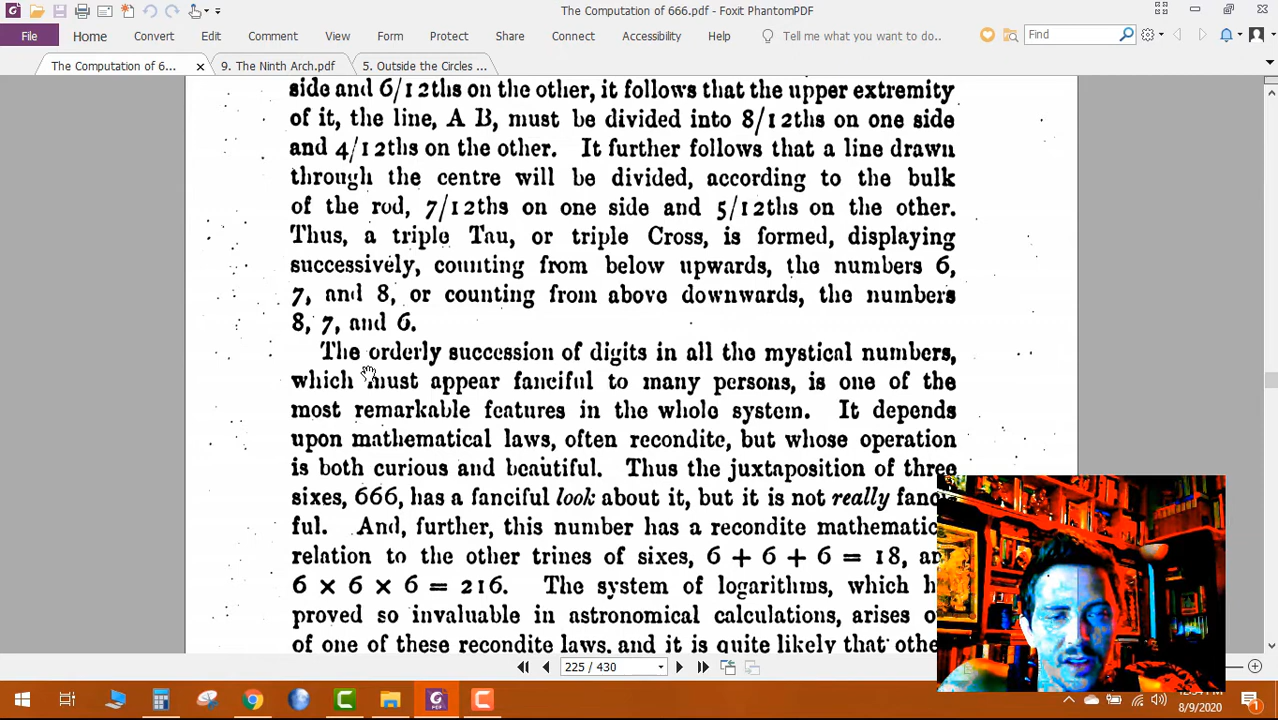 The Computation of 666.pdf - Foxit PhantomPDF
File Home Convert Edit Comment View Form Protect Share Connect Accessibility Help Tell me what you want to do.. Find
The Computation of 6... 9. The Ninth Arch.pdf 5. Outside the Circles ...
side and 6/12ths on the other, it follows that the upper extremity
of it, the line, A B, must be divided into 8/12ths on one side
and 4/12ths on the other. It further follows that a line drawn
through the centre will be divided, according to the bulk
of the rod, 7/12ths on one side and 5/12ths on the other.
Thus, a triple Tau, or triple Cross, is formed, displaying
successively, counting from below upwards, the numbers 6,
7, and 8, or counting from above downwards, the numbers
8, 7, and 6.
The orderly succession of digits in all the mystical numbers,
which must appear fanciful to many persons, is one of the
most remarkable features in the whole system. It depends
upon mathematical laws, often recondite, but whose operation
is both curious and beautiful. Thus the juxtaposition of three
sixes, 666, has a fanciful look about it, but it is not really fanci
ful. And, further, this number has a recondite mathematic
relation to the other trines of sixes, 6 + 6 + 6 = 18, an
6 × 6 × 6 = 216. The system of logarithms, which h
proved so invaluable in astronomical calculations, arises o
of one of these recondite laws, and it is quite likely that othe
225 / 430
8/9/2020